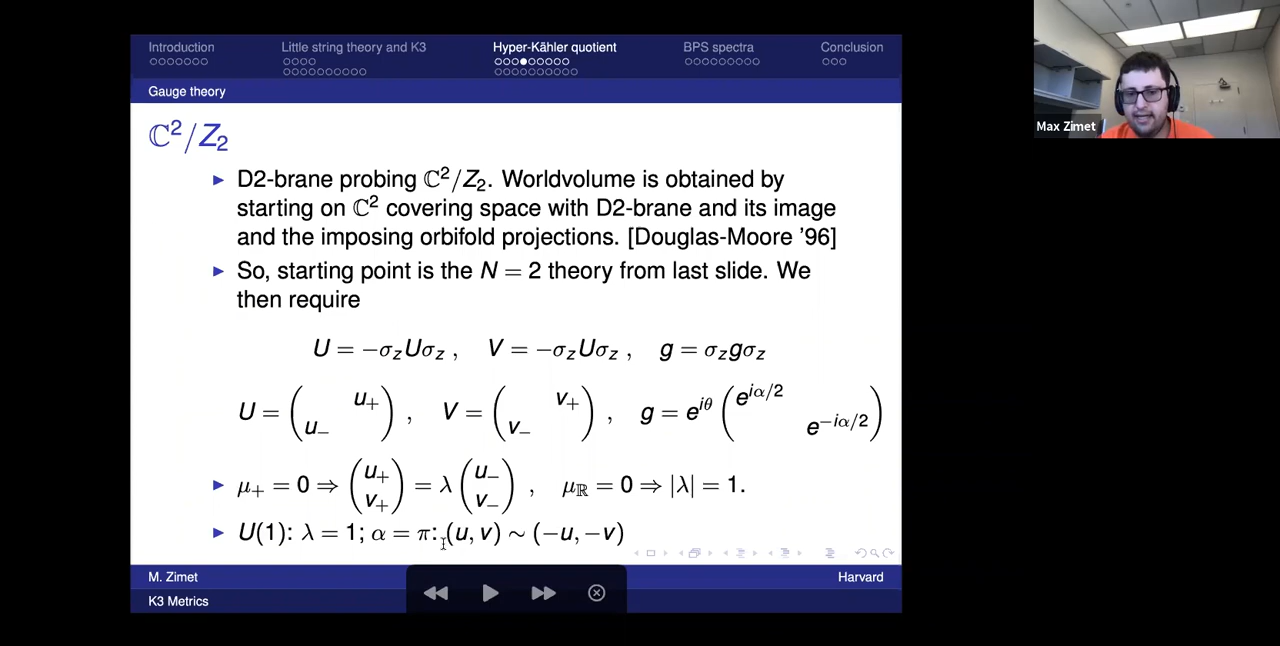 Introduction Little string theory and K3 Hyper-Kähler quotient BPS spectra Conclusion
Gauge theory
ℂ²/Z₂
▶ D2-brane probing ℂ²/Z₂. Worldvolume is obtained by
starting on ℂ² covering space with D2-brane and its image
and the imposing orbifold projections. [Douglas-Moore '96]
▶ So, starting point is the N = 2 theory from last slide. We
then require
U = −σ_z Uσ_z , V = −σ_z Uσ_z , g = σ_z gσ_z
U = ( u₊ ; u₋ ) , V = ( v₊ ; v₋ ) , g = e^{iθ} ( e^{iα/2} ; e^{−iα/2} )
▶ μ₊ = 0 ⇒ ( u₊ ; v₊ ) = λ ( u₋ ; v₋ ) , μ_ℝ = 0 ⇒ |λ| = 1.
▶ U(1): λ = 1; α = π: (u, v) ∼ (−u, −v)
M. Zimet Harvard
K3 Metrics
Max Zimet